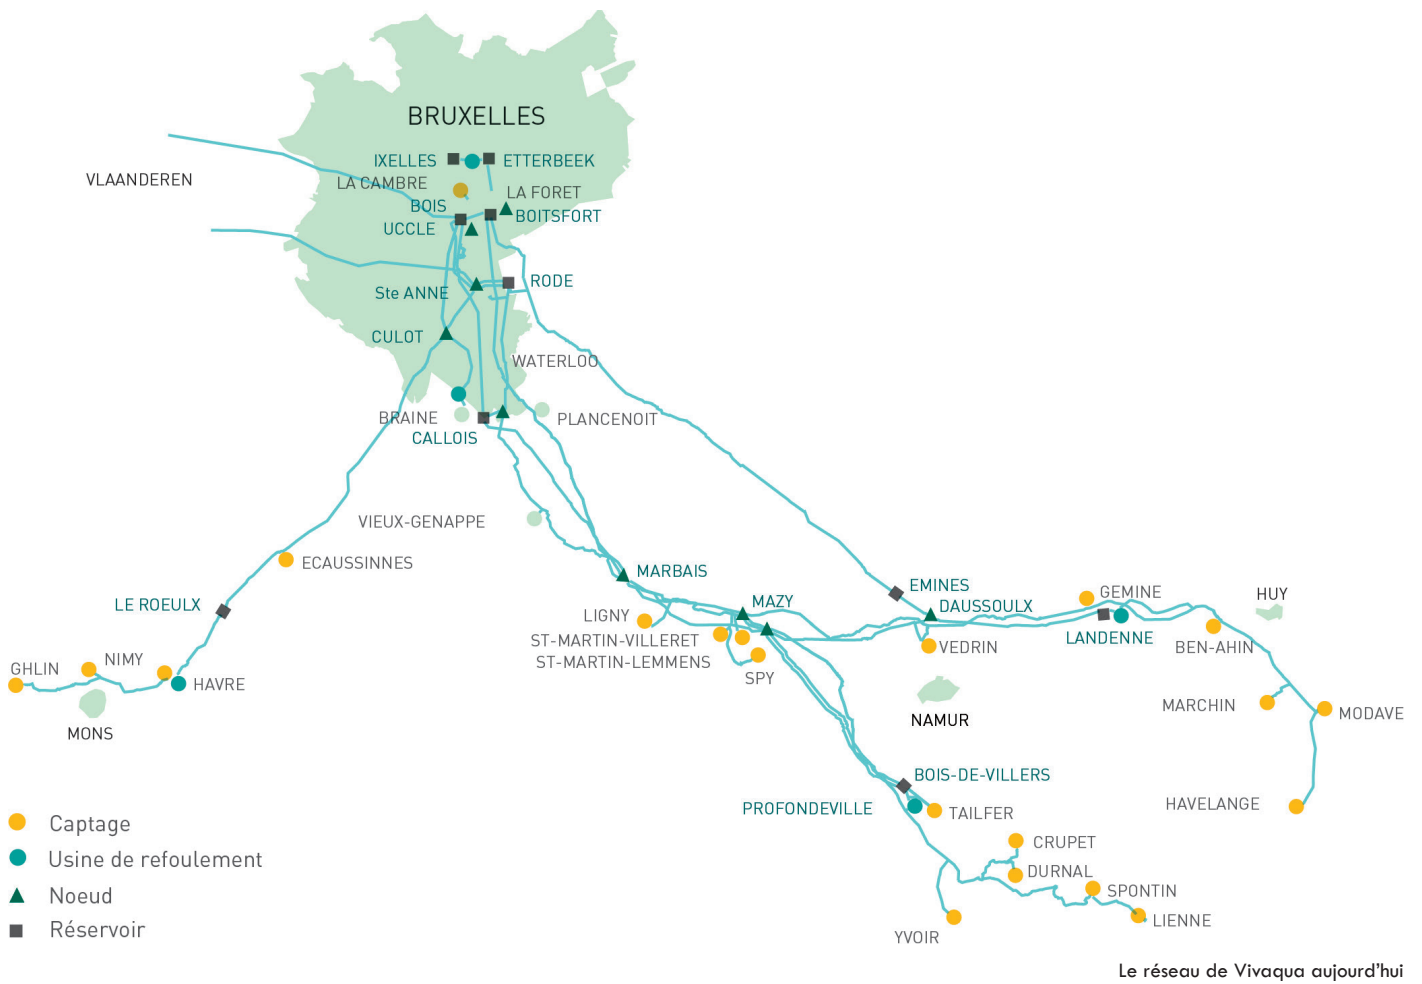 BRUXELLES
IXELLES
ETTERBEEK
VLAANDEREN
LA CAMBRE
LA FORET
BOIS
BOITSFORT
UCCLE
RODE
Ste ANNE
CULOT
WATERLOO
BRAINE
PLANCENOIT
CALLOIS
VIEUX-GENAPPE
ECAUSSINNES
MARBAIS
EMINES
GEMINE
HUY
LE ROEULX
MAZY
DAUSSOULX
LIGNY
ST-MARTIN-VILLERET
LANDENNE
VEDRIN
BEN-AHIN
ST-MARTIN-LEMMENS
GHLIN
NIMY
SPY
HAVRE
MARCHIN
MODAVE
NAMUR
MONS
BOIS-DE-VILLERS
HAVELANGE
PROFONDEVILLE
TAILFER
CRUPET
DURNAL
SPONTIN
LIENNE
YVOIR
Captage
Usine de refoulement
Noeud
Réservoir
Le réseau de Vivaqua aujourd'hui